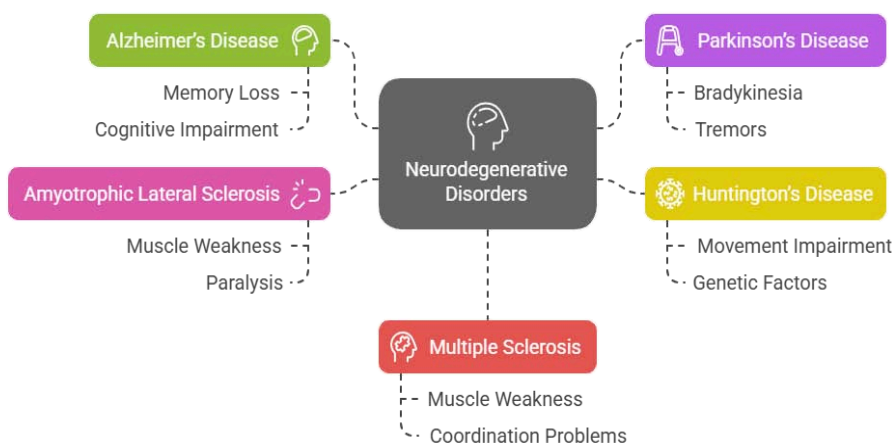 Alzheimer's Disease
Memory Loss
Cognitive Impairment
Amyotrophic Lateral Sclerosis
Muscle Weakness
Paralysis
Neurodegenerative
Disorders
Parkinson's Disease
Bradykinesia
Tremors
Huntington's Disease
Movement Impairment
Genetic Factors
Multiple Sclerosis
Muscle Weakness
Coordination Problems